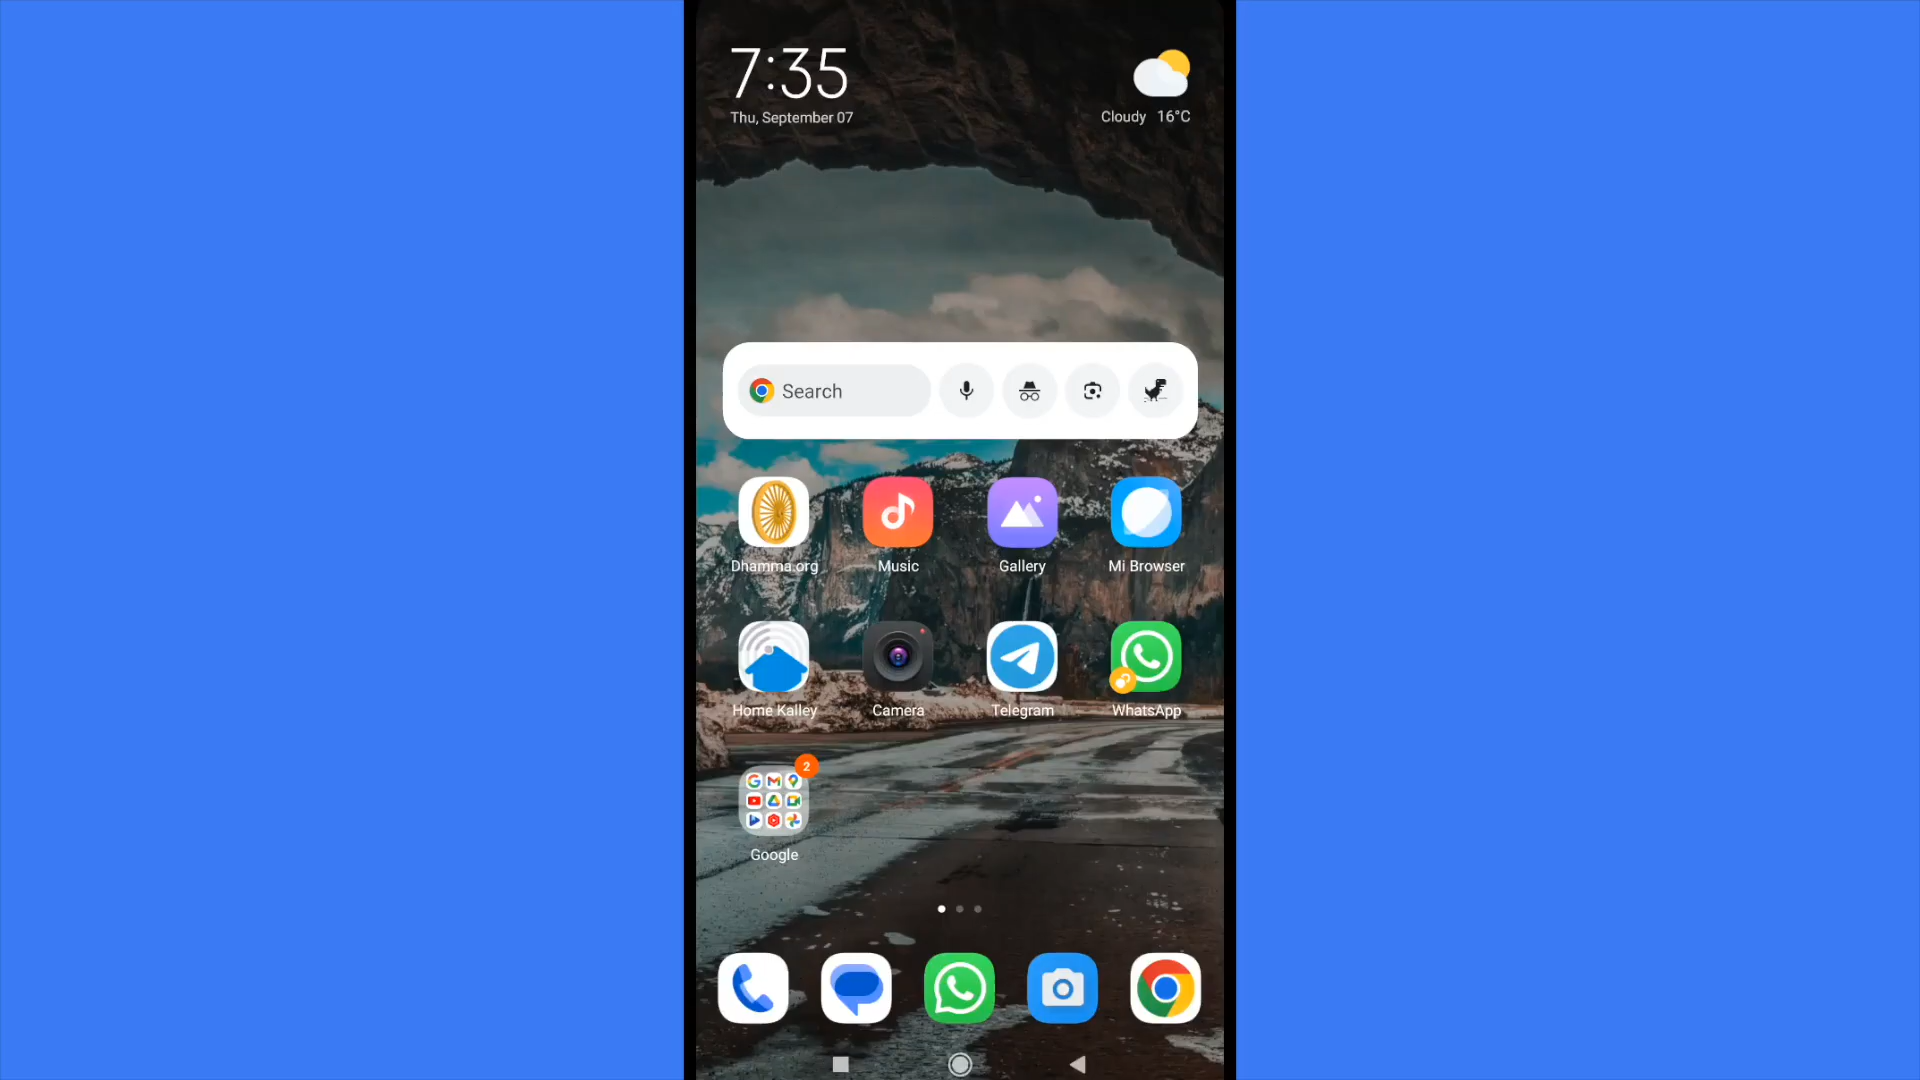 7:35
Thu, September 07
Cloudy 16°C
Search
Dhamma.org
Music
Gallery
Mi Browser
Home Kalley
Camera
Telegram
WhatsApp
2
Google